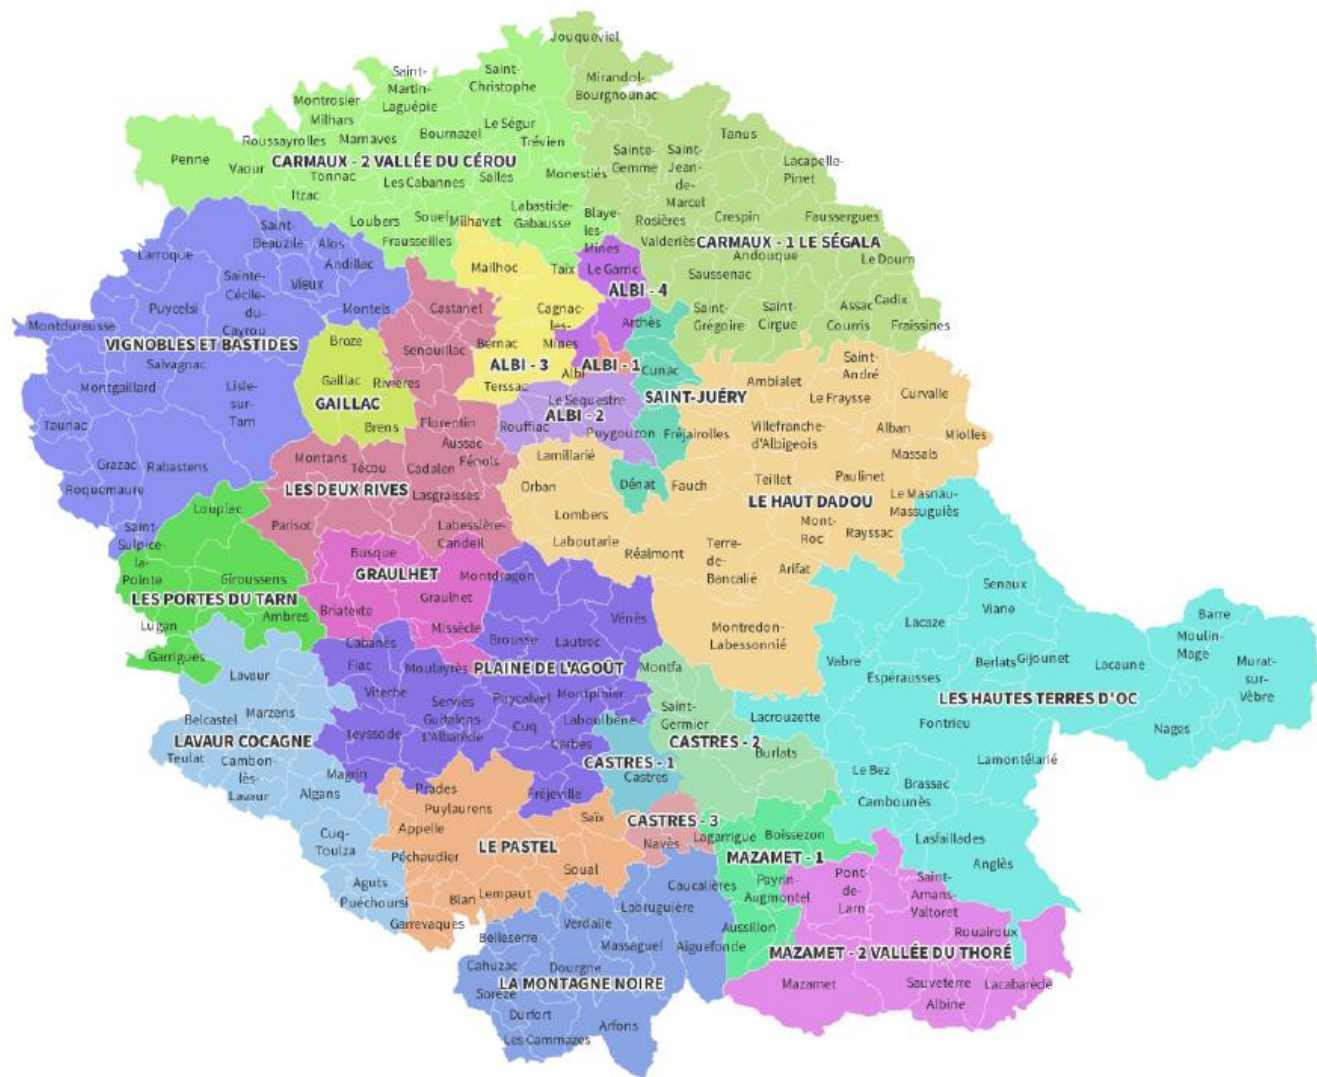 Jouqueviel
Mirandol-
Bourgnounac
Saint-
Martin-
Laguépie
Saint-
Christophe
Montrosier
Milhars
Roussayrolles
Marnaves
Bournazel
Le Ségur
Trévien
Tanus
Penne
Vaour
CARMAUX - 2 VALLÉE DU CÉROU
Tonnac
Itzac
Les Cabannes
Salles
Monestiés
Sainte-
Gemme
Saint-
Jean-
de-
Marcel
Lacapelle-
Pinet
Loubers
Souel
Milhavet
Frausseilles
Labastide-
Gabausse
Blaye-
les-
Mines
Rosières
Crespin
Faussergues
Valderiès
CARMAUX - 1 LE SÉGALA
Andouque
Le Dourn
Saussenac
Saint-
Beauzile
Alos
Andillac
Larroque
Sainte-
Cécile-
du-
Cayrou
Vieux
Puycelsi
Montels
Mailhoc
Taïx
Le Garric
ALBI - 4
Castanet
Cagnac-
les-
Mines
Arthès
Saint-
Grégoire
Saint-
Cirgue
Assac
Cadix
Courris
Fraissines
Montdurausse
VIGNOBLES ET BASTIDES
Salvagnac
Montgaillard
Lisle-
sur-
Tarn
Tauriac
Grazac
Rabastens
Roquemaure
Broze
Senouillac
Bernac
ALBI - 3
ALBI - 1
Albi
Cunac
Gaillac
Rivières
GAILLAC
Terssac
Le Sequestre
ALBI - 2
SAINT-JUÉRY
Brens
Florentin
Rouffiac
Puygouzon
Fréjairolles
Ambialet
Saint-
André
Le Fraysse
Curvalle
Villefranche-
d'Albigeois
Alban
Miolles
Aussac
Fénols
Montans
Técou
Cadalen
LES DEUX RIVES
Lasgraisses
Lamillarié
Orban
Dénat
Fauch
Teillet
Paulinet
Massals
LE HAUT DADOU
Le Masnau-
Massuguiès
Lombers
Mont-
Roc
Rayssac
Parisot
Labessière-
Candeil
Laboutarie
Réalmont
Terre-
de-
Bancalié
Arifat
Loupiac
Saint-
Sulpice-
la-
Pointe
Giroussens
LES PORTES DU TARN
Ambres
Lugan
Garrigues
Busque
GRAULHET
Montdragon
Graulhet
Briatexte
Missècle
Vénès
Montredon-
Labessonnié
Senaux
Viane
Lacaze
Barre
Moulin-
Mage
Murat-
sur-
Vèbre
Cabanès
Brousse
Lautrec
Fiac
Moulayrès
PLAINE DE L'AGOÛT
Montfa
Vabre
Espérausses
Berlats
Gijounet
Lacaune
LES HAUTES TERRES D'OC
Lavaur
Viterbe
Serviès
Puycalvel
Montpinier
Belcastel
Marzens
Guitalens-
L'Albarède
Cuq
Laboulbène
Saint-
Germier
Lacrouzette
Fontrieu
Nages
LAVAUR COCAGNE
Teyssode
Carbes
CASTRES - 2
Burlats
Teulat
Cambon-
lès-
Lavaur
Magrin
CASTRES - 1
Castres
Lamontélarié
Algans
Prades
Fréjeville
Le Bez
Brassac
Cambounès
Puylaurens
Appelle
Saïx
CASTRES - 3
Navès
Lagarrigue
Boissezon
Lasfaillades
Cuq-
Toulza
LE PASTEL
MAZAMET - 1
Anglès
Péchaudier
Soual
Aguts
Puéchoursi
Blan
Lempaut
Caucalières
Payrin-
Augmontel
Pont-
de-
Larn
Saint-
Amans-
Valtoret
Garrevaques
Verdalle
Labruguière
Aussillon
Rouairoux
Belleserre
Massaguel
Aiguefonde
MAZAMET - 2 VALLÉE DU THORÉ
Cahuzac
Dourgne
LA MONTAGNE NOIRE
Sorèze
Mazamet
Sauveterre
Lacabarède
Albine
Durfort
Arfons
Les Cammazes